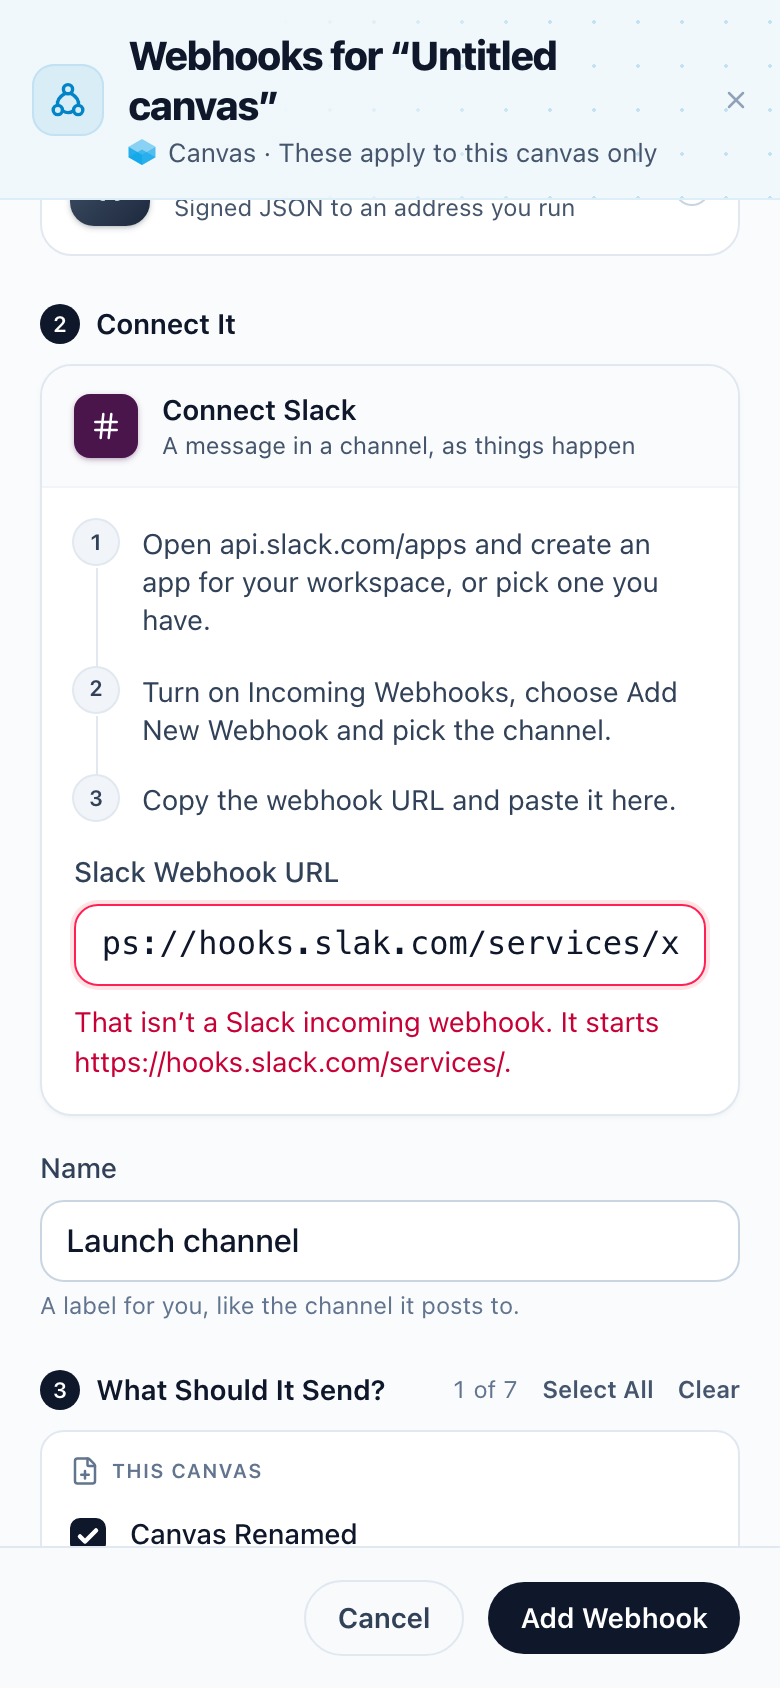 Webhooks for “Untitled
canvas”
Canvas · These apply to this canvas only
Signed JSON to an address you run
2 Connect It
#
Connect Slack
A message in a channel, as things happen
1 Open api.slack.com/apps and create an
app for your workspace, or pick one you
have.
2 Turn on Incoming Webhooks, choose Add
New Webhook and pick the channel.
3 Copy the webhook URL and paste it here.
Slack Webhook URL
ps://hooks.slak.com/services/x
That isn’t a Slack incoming webhook. It starts
https://hooks.slack.com/services/.
Name
Launch channel
A label for you, like the channel it posts to.
3 What Should It Send? 1 of 7 Select All Clear
THIS CANVAS
Canvas Renamed
Cancel Add Webhook